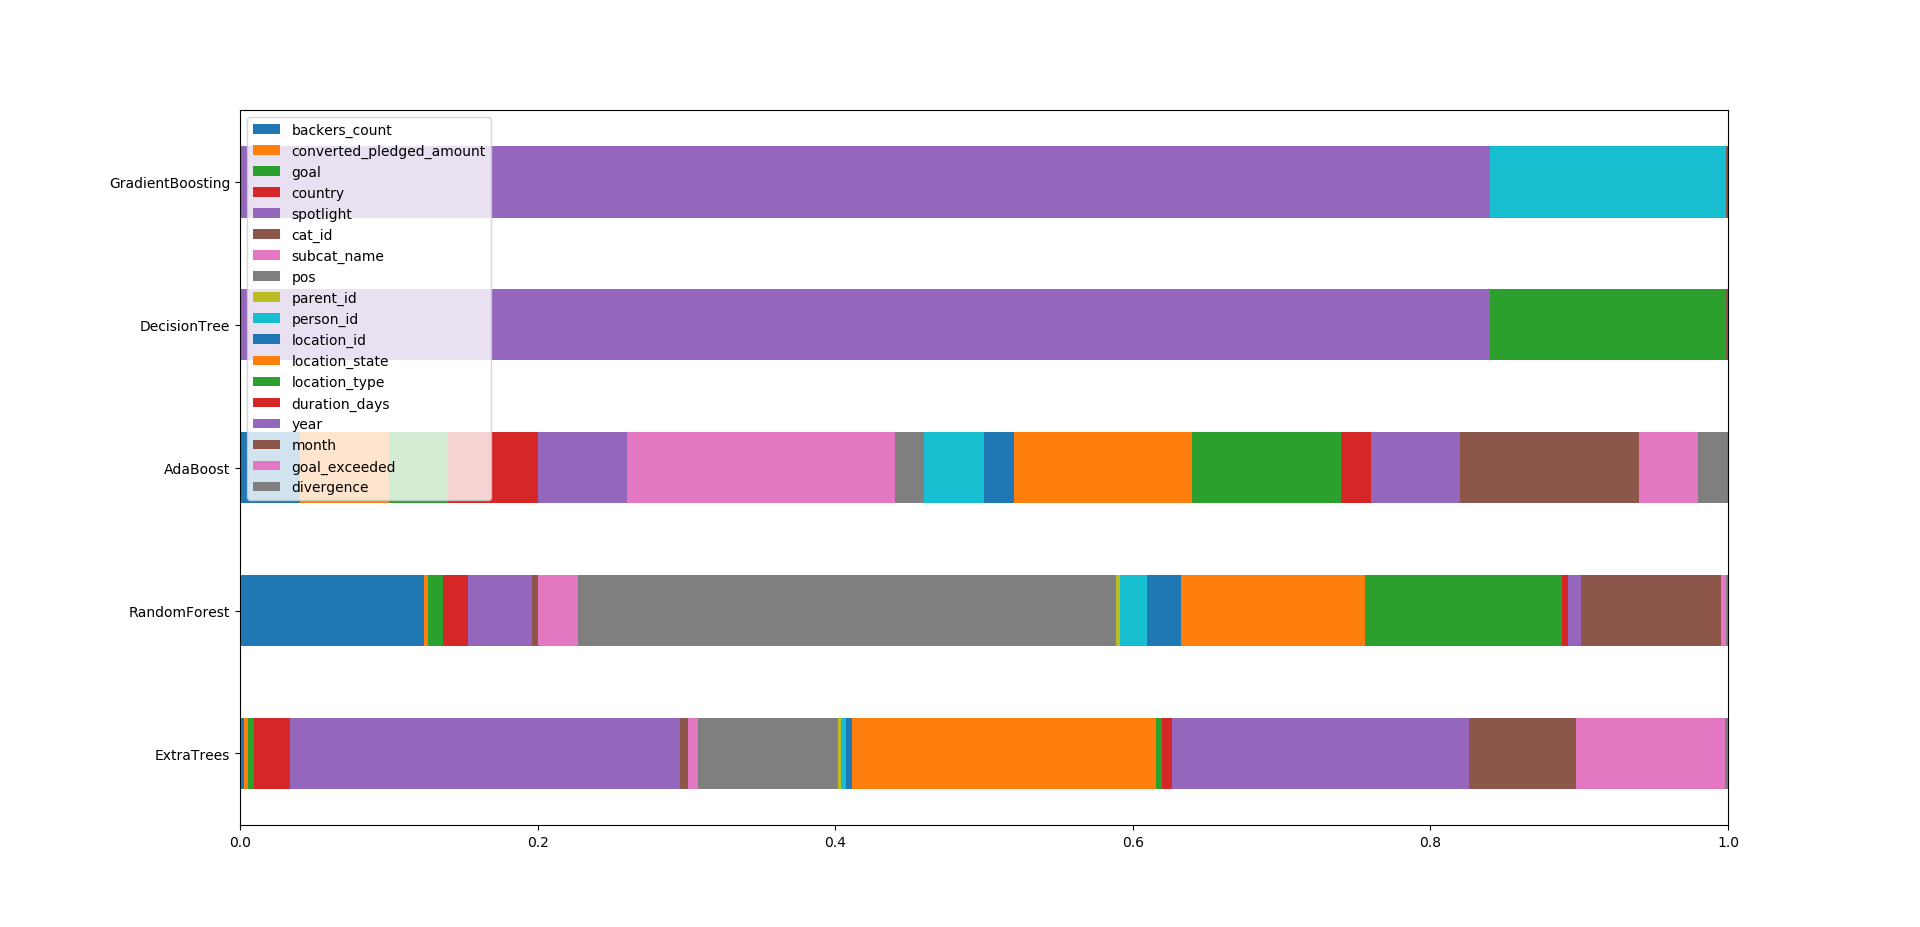 backers_count
converted_pledged_amount
goal
country
spotlight
cat_id
subcat_name
pos
parent_id
person_id
location_id
location_state
location_type
duration_days
year
month
goal_exceeded
divergence
GradientBoosting
DecisionTree
AdaBoost
RandomForest
ExtraTrees
0.0 0.2 0.4 0.6 0.8 1.0